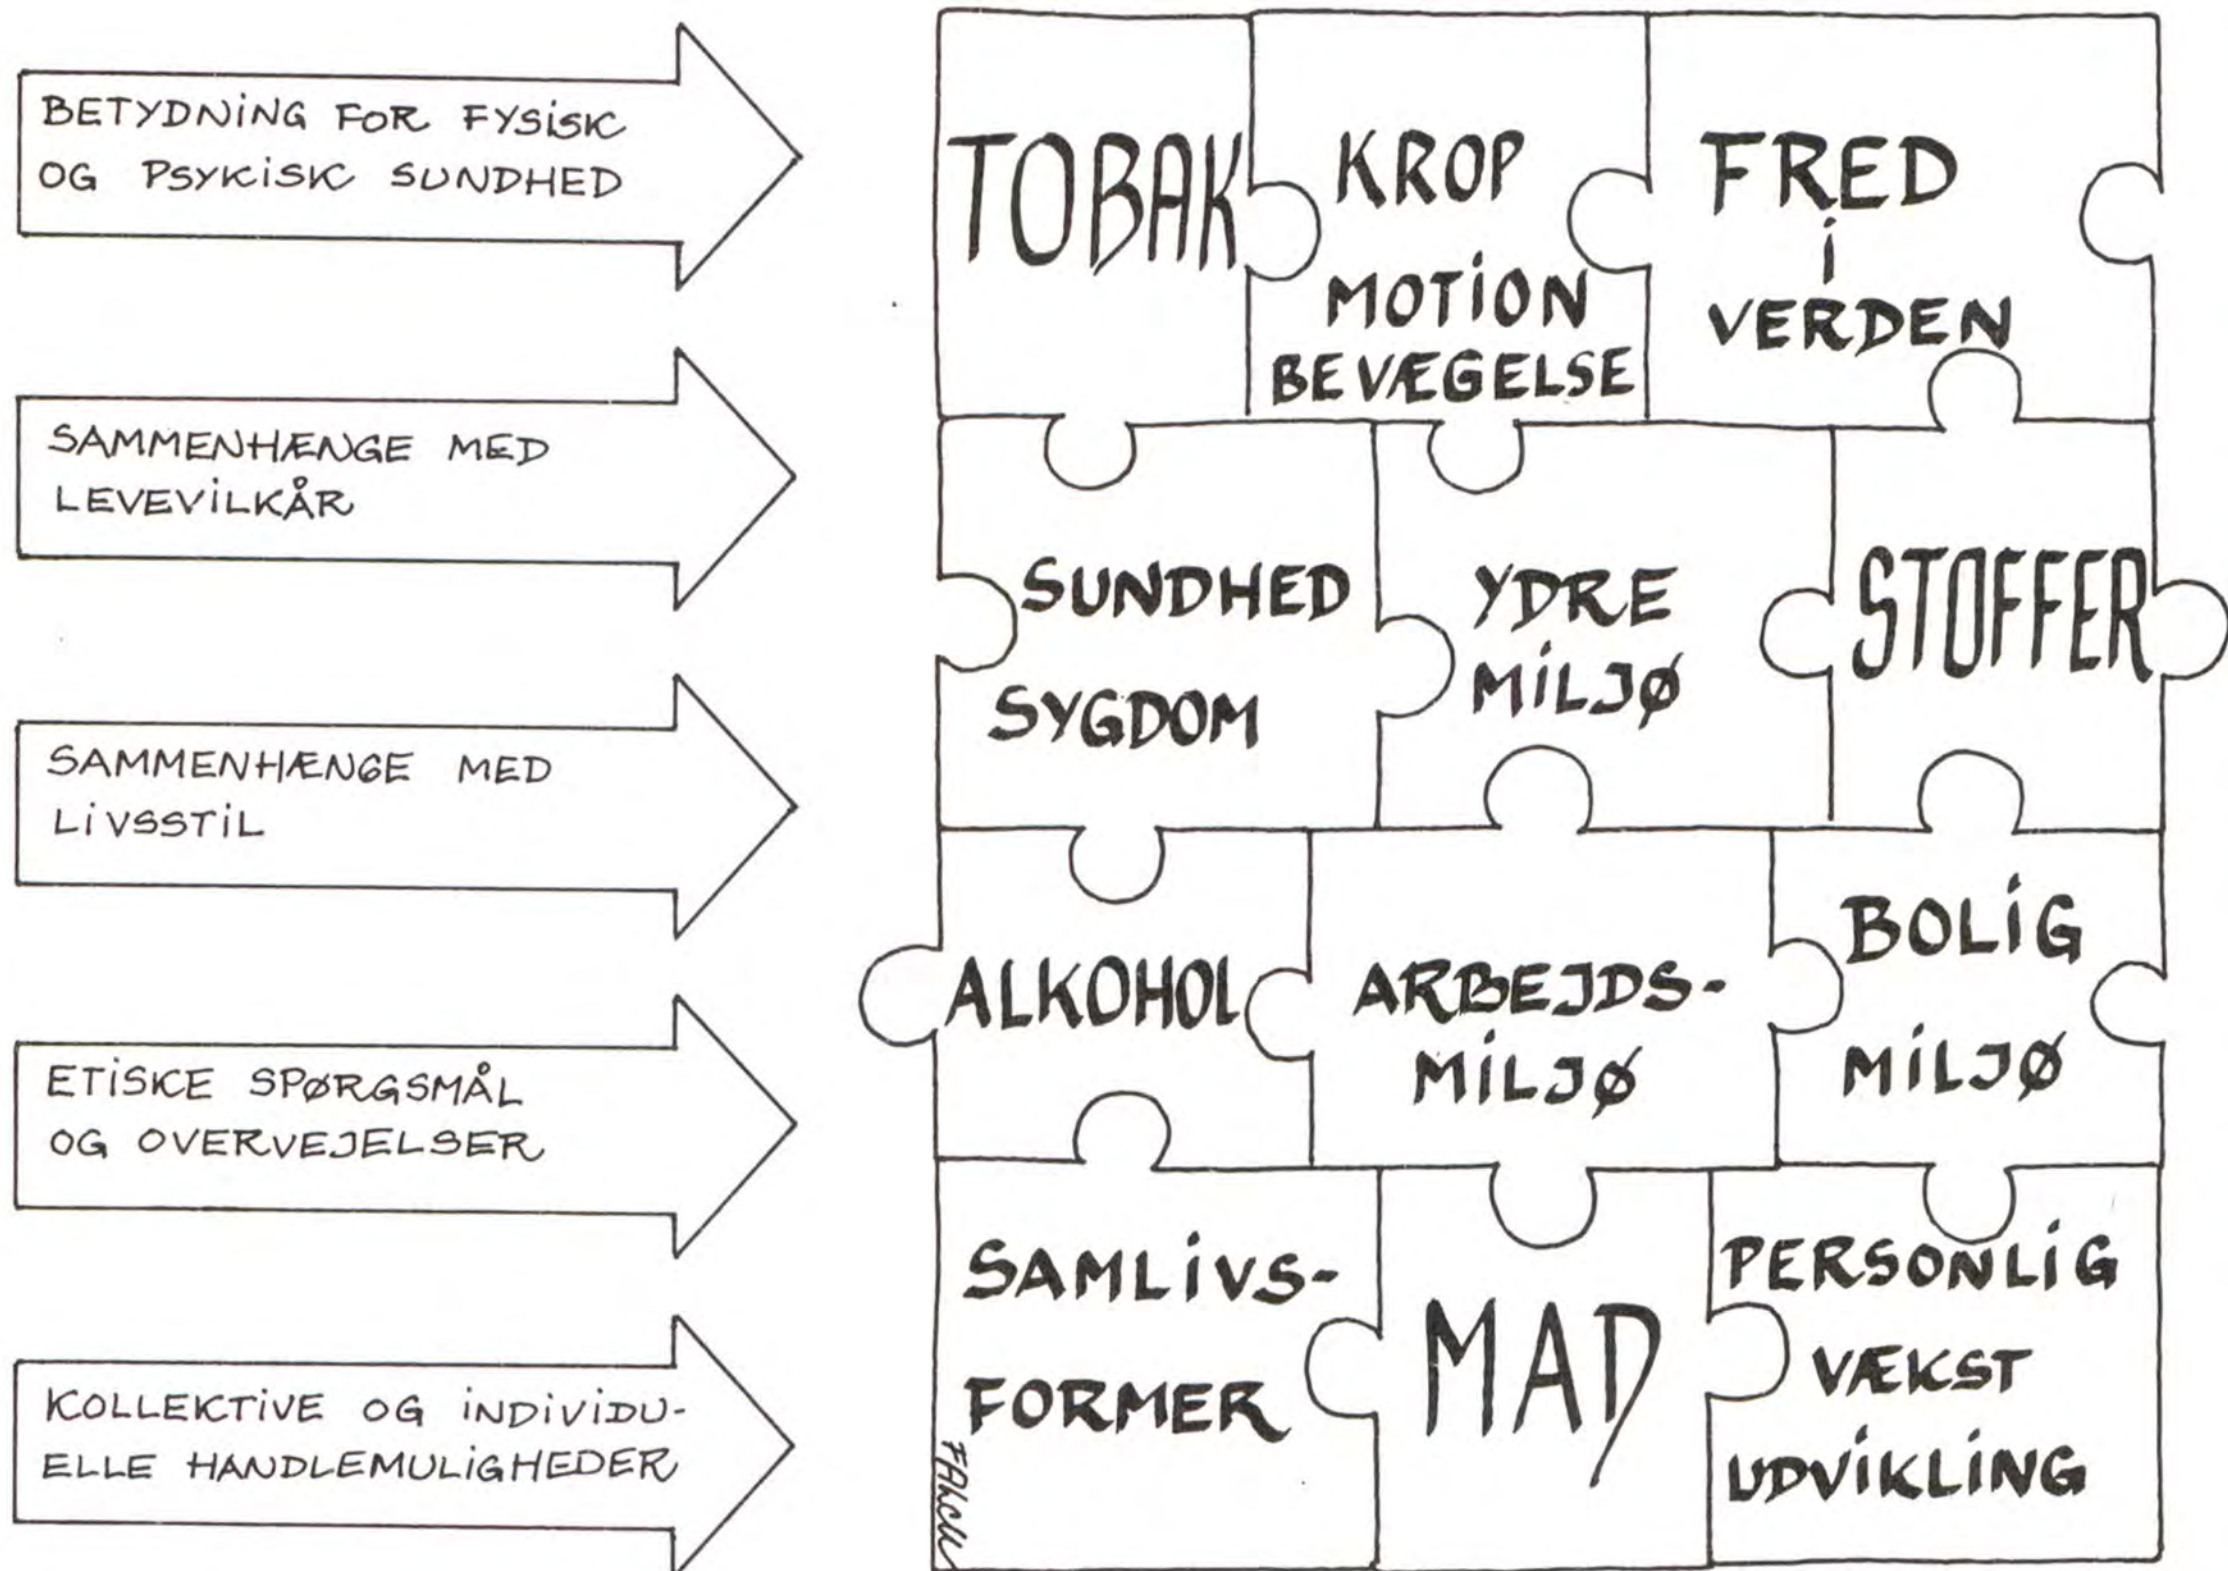 BETYDNING FOR FYSISK
OG PSYKISK SUNDHED
SAMMENHÆNGE MED
LEVEVILKÅR
SAMMENHÆNGE MED
LIVSSTIL
ETISKE SPØRGSMÅL
OG OVERVEJELSER
KOLLEKTIVE OG INDIVIDU-
ELLE HANDLEMULIGHEDER
TOBAK
KROP
MOTION
BEVÆGELSE
FRED
I
VERDEN
SUNDHED
SYGDOM
YDRE
MILJØ
STOFFER
ALKOHOL
ARBEJDS-
MILJØ
BOLIG
MILJØ
SAMLIVS-
FORMER
MAD
PERSONLIG
VÆKST
UDVIKLING